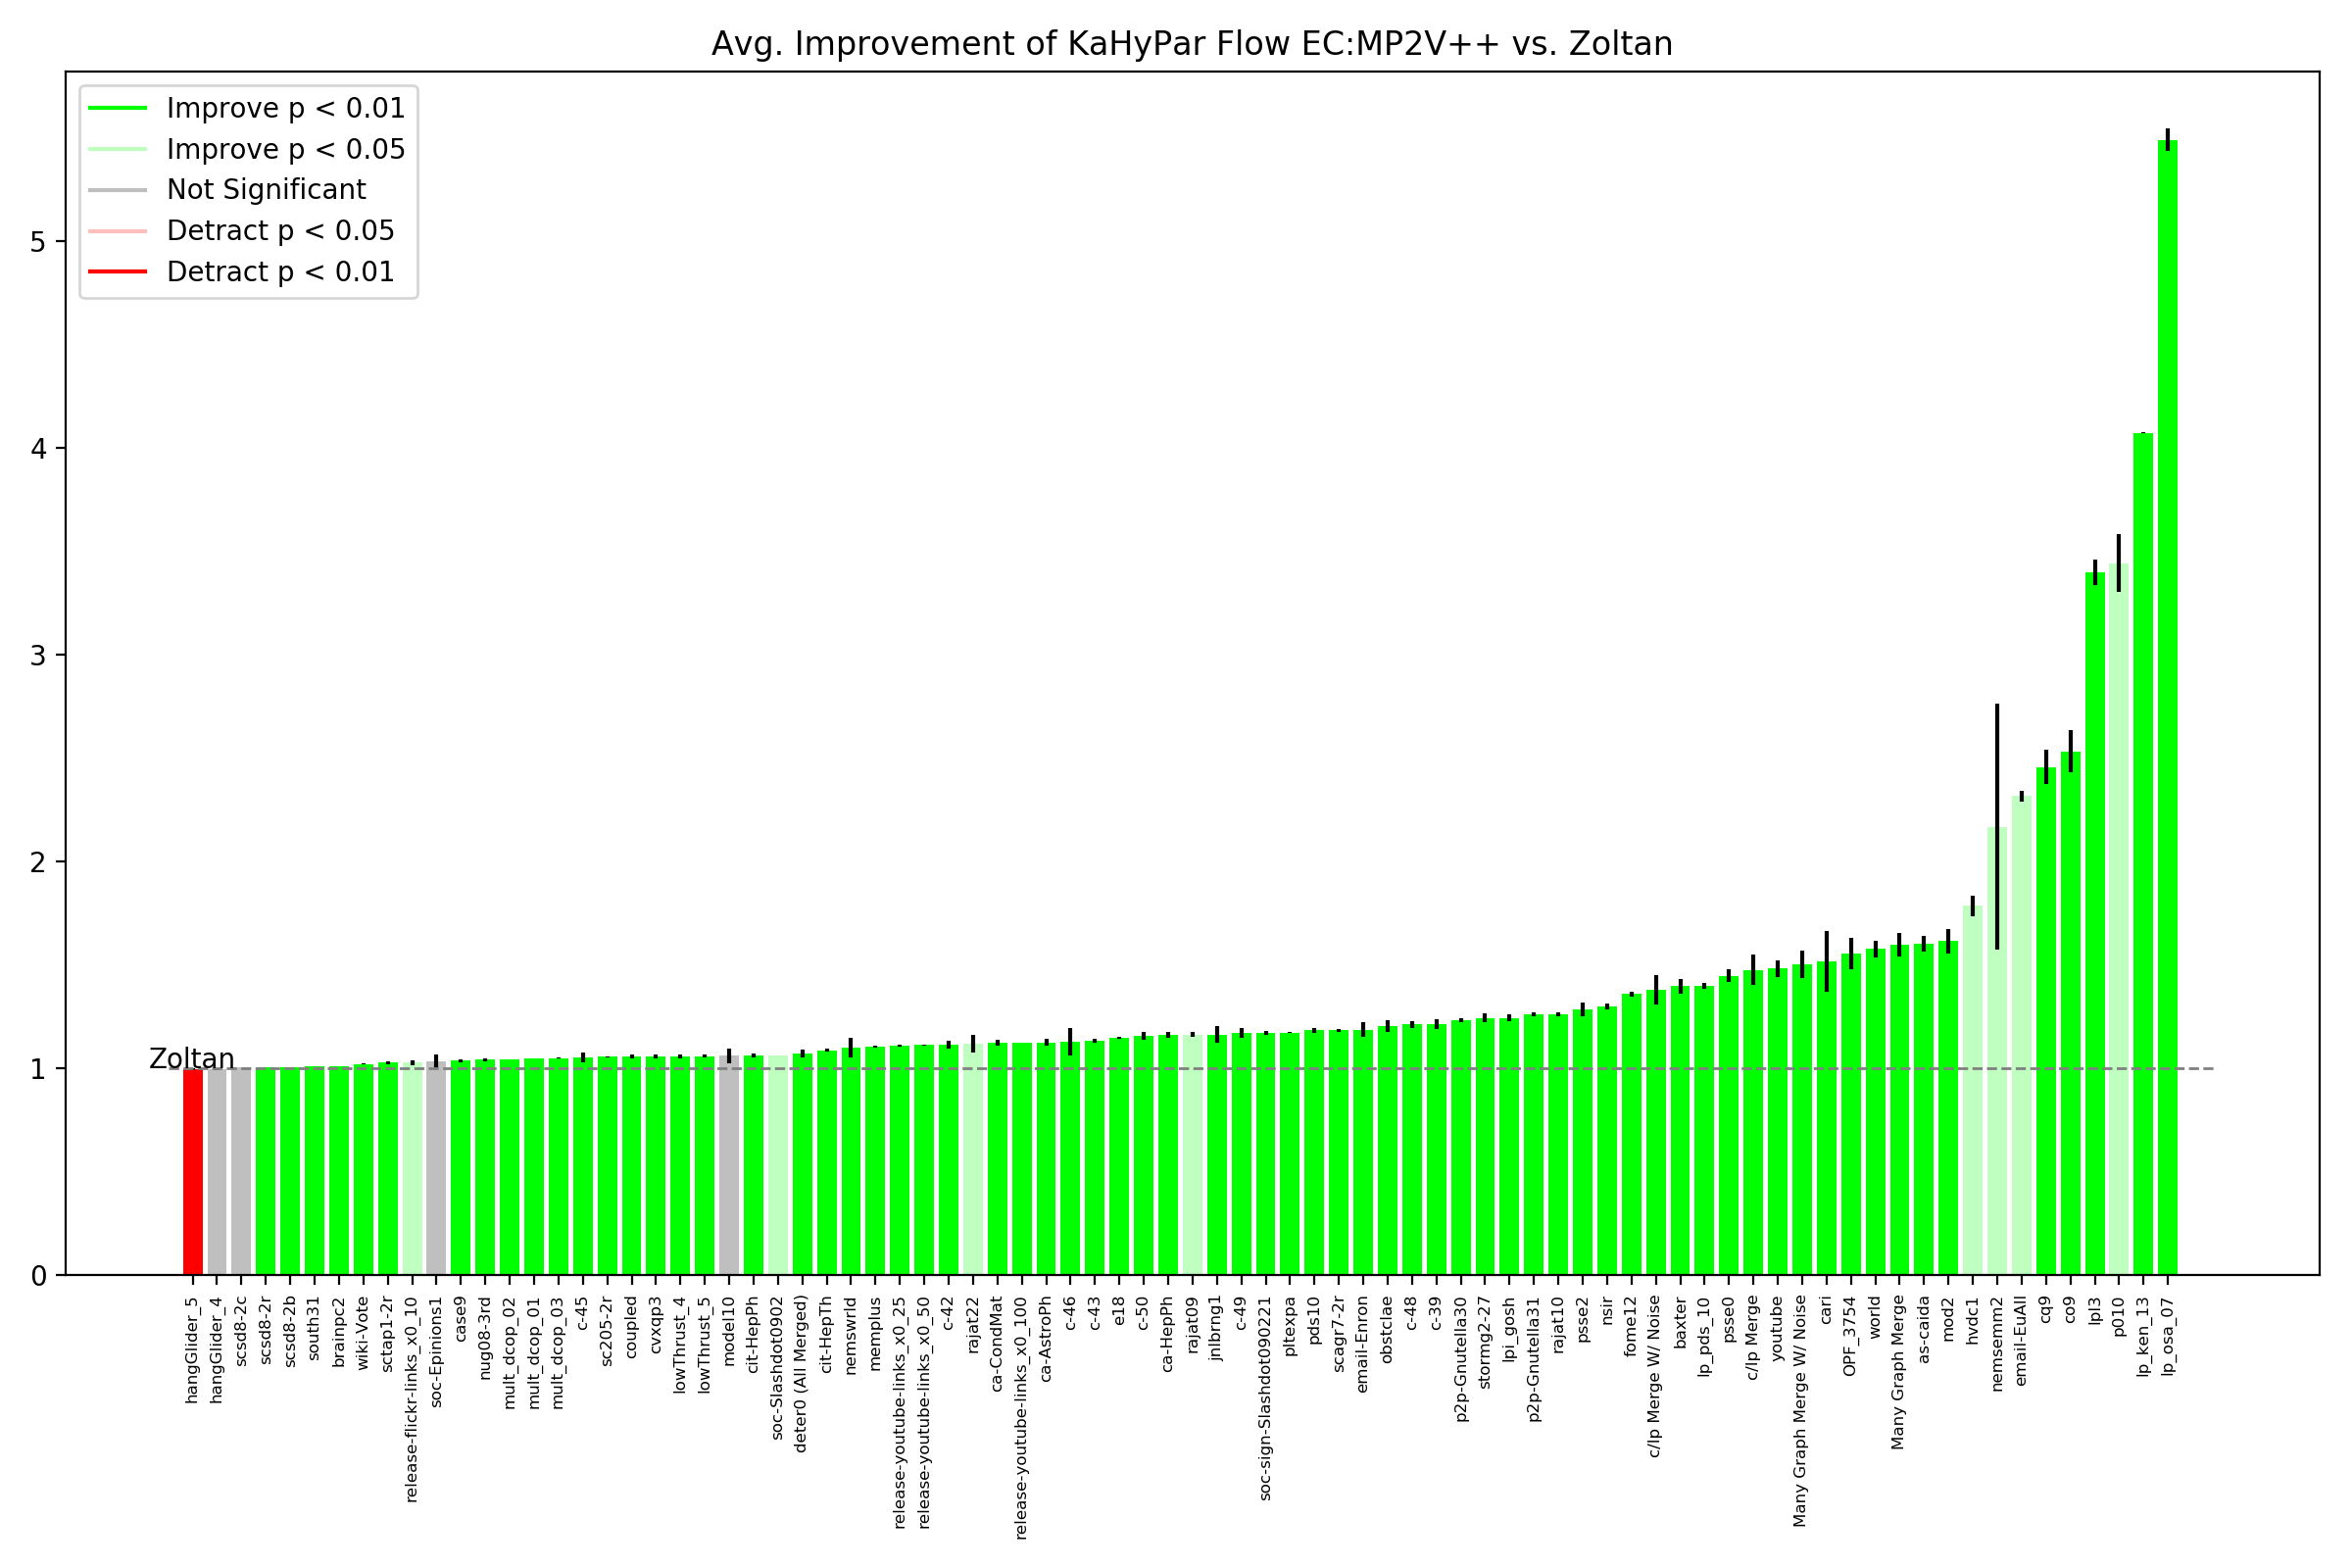 Avg. Improvement of KaHyPar Flow EC:MP2V++ vs. Zoltan
Improve p < 0.01
Improve p < 0.05
Not Significant
Detract p < 0.05
Detract p < 0.01
5
4
3
2
1
0
Zoltan
hangGlider_5
hangGlider_4
scsd8-2c
scsd8-2r
scsd8-2b
south31
brainpc2
wiki-Vote
sctap1-2r
release-flickr-links_x0_10
soc-Epinions1
case9
nug08-3rd
mult_dcop_02
mult_dcop_01
mult_dcop_03
c-45
sc205-2r
coupled
cvxqp3
lowThrust_4
lowThrust_5
model10
cit-HepPh
soc-Slashdot0902
deter0 (All Merged)
cit-HepTh
nemswrld
memplus
release-youtube-links_x0_25
release-youtube-links_x0_50
c-42
rajat22
ca-CondMat
release-youtube-links_x0_100
ca-AstroPh
c-46
c-43
e18
c-50
ca-HepPh
rajat09
jnlbrng1
c-49
soc-sign-Slashdot090221
pltexpa
pds10
scagr7-2r
email-Enron
obstclae
c-48
c-39
p2p-Gnutella30
stormg2-27
lpi_gosh
p2p-Gnutella31
rajat10
psse2
nsir
fome12
c/lp Merge W/ Noise
baxter
lp_pds_10
psse0
c/lp Merge
youtube
Many Graph Merge W/ Noise
cari
OPF_3754
world
Many Graph Merge
as-caida
mod2
hvdc1
nemsemm2
email-EuAll
cq9
co9
lpl3
p010
lp_ken_13
lp_osa_07